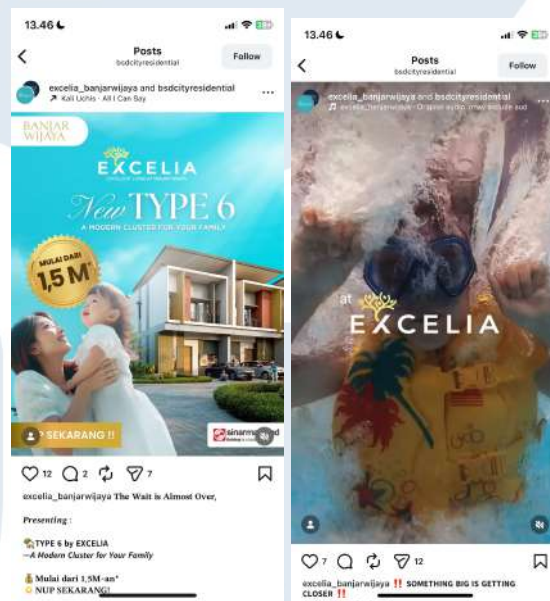 13.46
Posts
bsdcityresidential
Follow
excelia_banjarwijaya and bsdcityresidential
Kali Uchis · All I Can Say
BANJAR
WIJAYA
EXCELIA
New TYPE 6
A MODERN CLUSTER FOR YOUR FAMILY
MULAI DARI
1,5 M*
SEKARANG !!
12
2
7
excelia_banjarwijaya The Wait is Almost Over,
Presenting :
TYPE 6 by EXCELIA
—A Modern Cluster for Your Family
Mulai dari 1,5M-an*
NUP SEKARANG!
13.46
Posts
bsdcityresidential
Follow
excelia_banjarwijaya and bsdcityresidential
at
EXCELIA
7
12
excelia_banjarwijaya ‼️ SOMETHING BIG IS GETTING
CLOSER ‼️